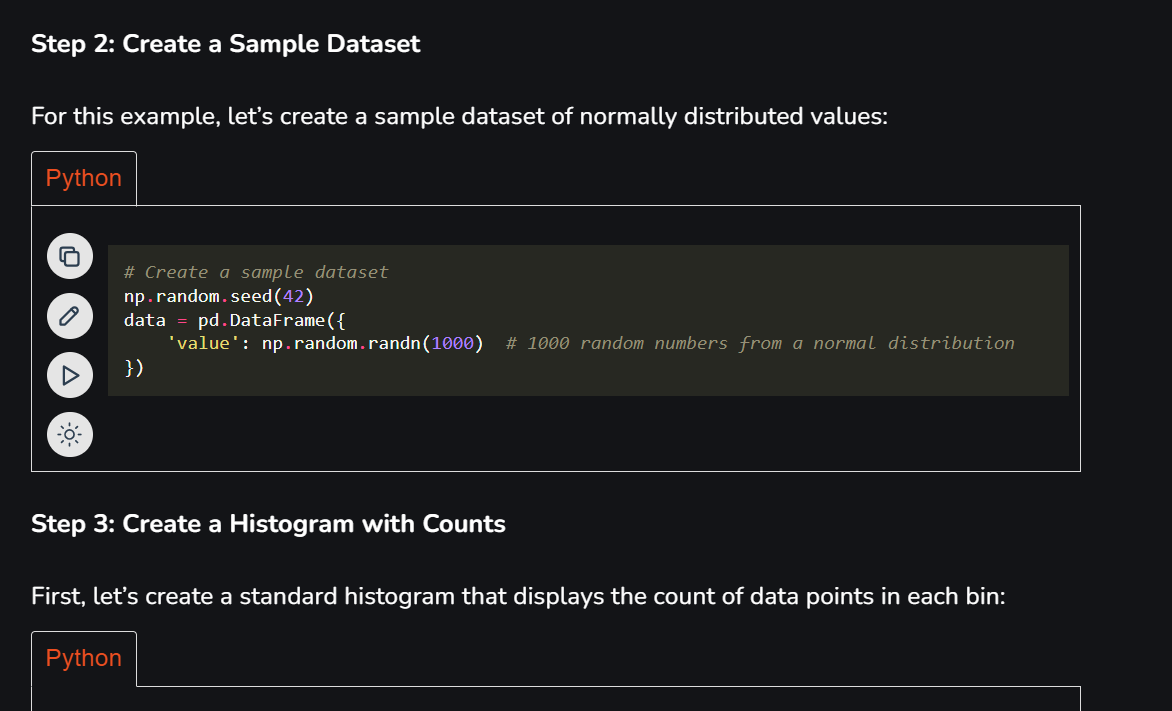 Step 2: Create a Sample Dataset
For this example, let’s create a sample dataset of normally distributed values:
Python
# Create a sample dataset
np.random.seed(42)
data = pd.DataFrame({
    'value': np.random.randn(1000)  # 1000 random numbers from a normal distribution
})
Step 3: Create a Histogram with Counts
First, let’s create a standard histogram that displays the count of data points in each bin:
Python